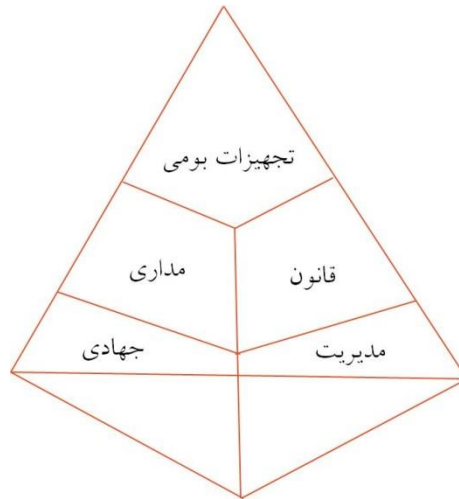 تجهیزات بومی
قانون مداری
مدیریت جهادی